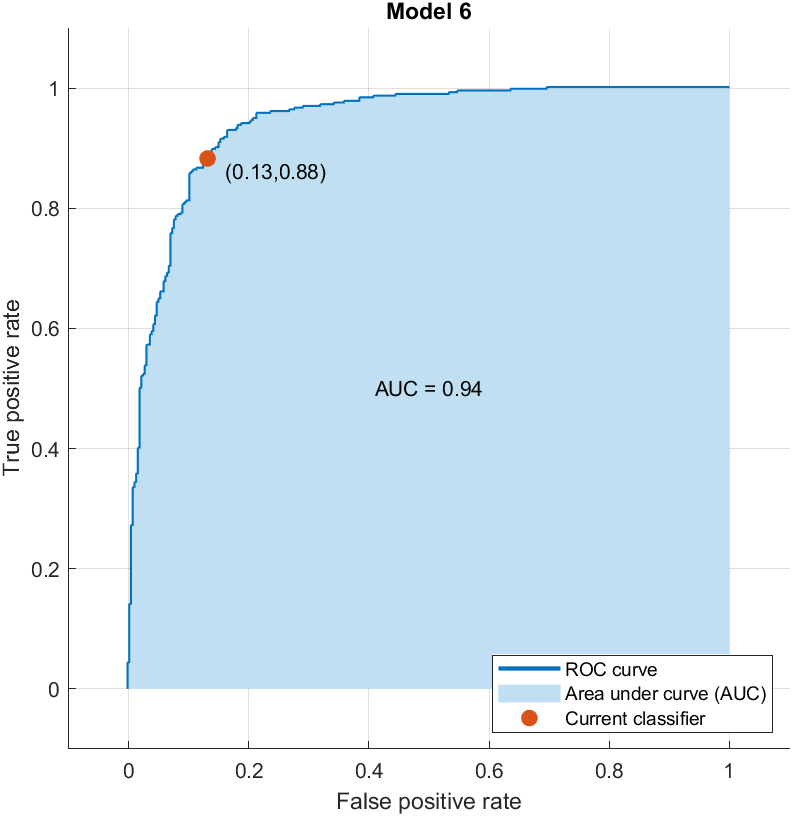 Model 6
1
0.8
0.6
0.4
0.2
0
True positive rate
(0.13,0.88)
AUC = 0.94
ROC curve
Area under curve (AUC)
Current classifier
0 0.2 0.4 0.6 0.8 1
False positive rate